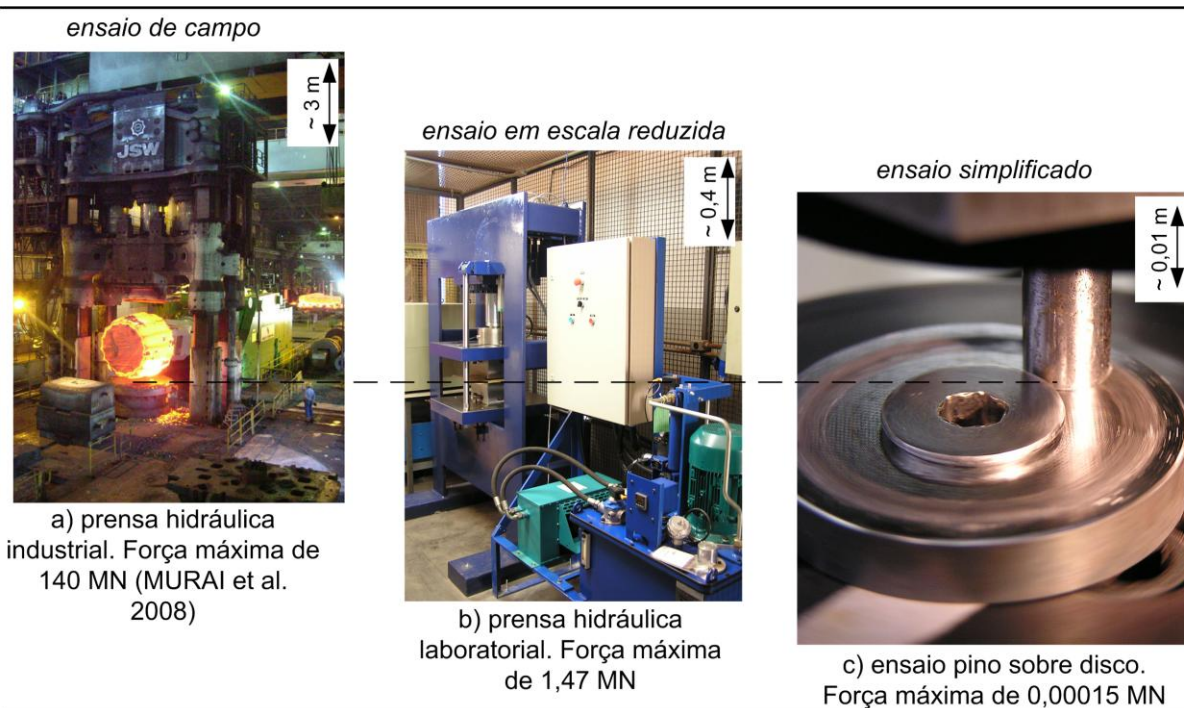 ensaio de campo
~ 3 m
JSW
a) prensa hidráulica
industrial. Força máxima de
140 MN (MURAI et al.
2008)
ensaio em escala reduzida
~ 0,4 m
b) prensa hidráulica
laboratorial. Força máxima
de 1,47 MN
ensaio simplificado
~ 0,01 m
c) ensaio pino sobre disco.
Força máxima de 0,00015 MN